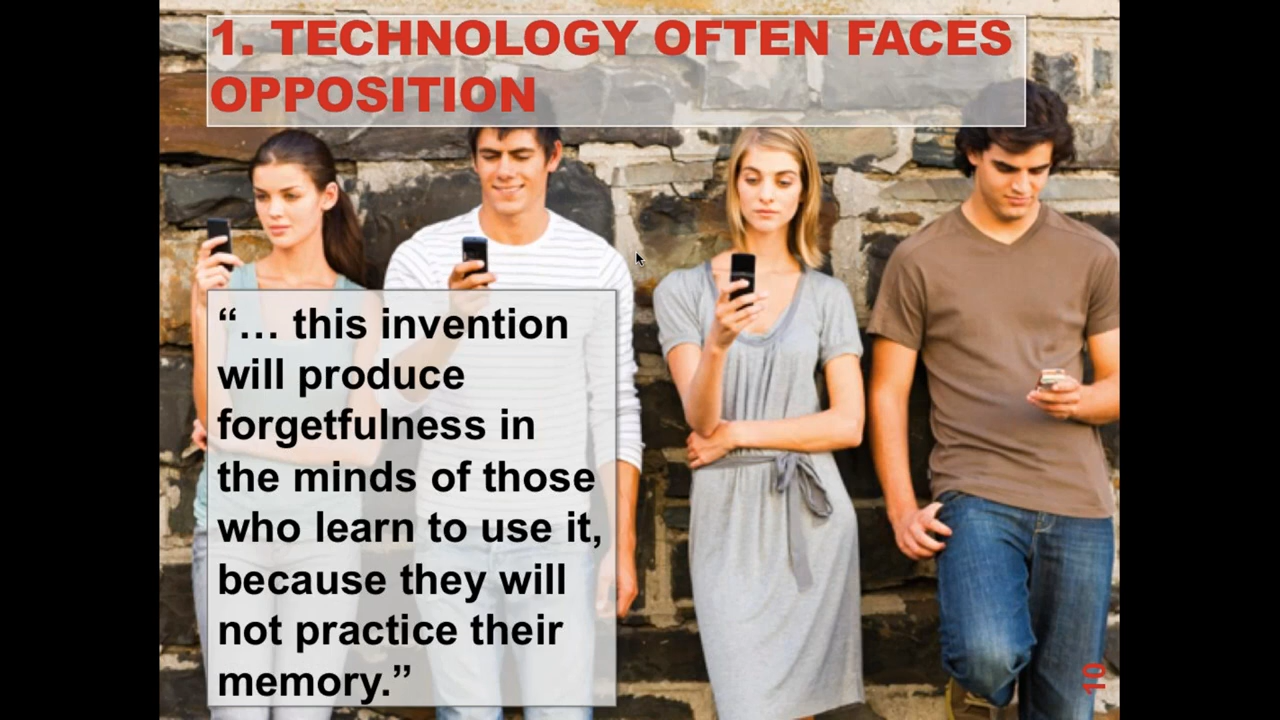 1. TECHNOLOGY OFTEN FACES
OPPOSITION
“… this invention
will produce
forgetfulness in
the minds of those
who learn to use it,
because they will
not practice their
memory.”
10